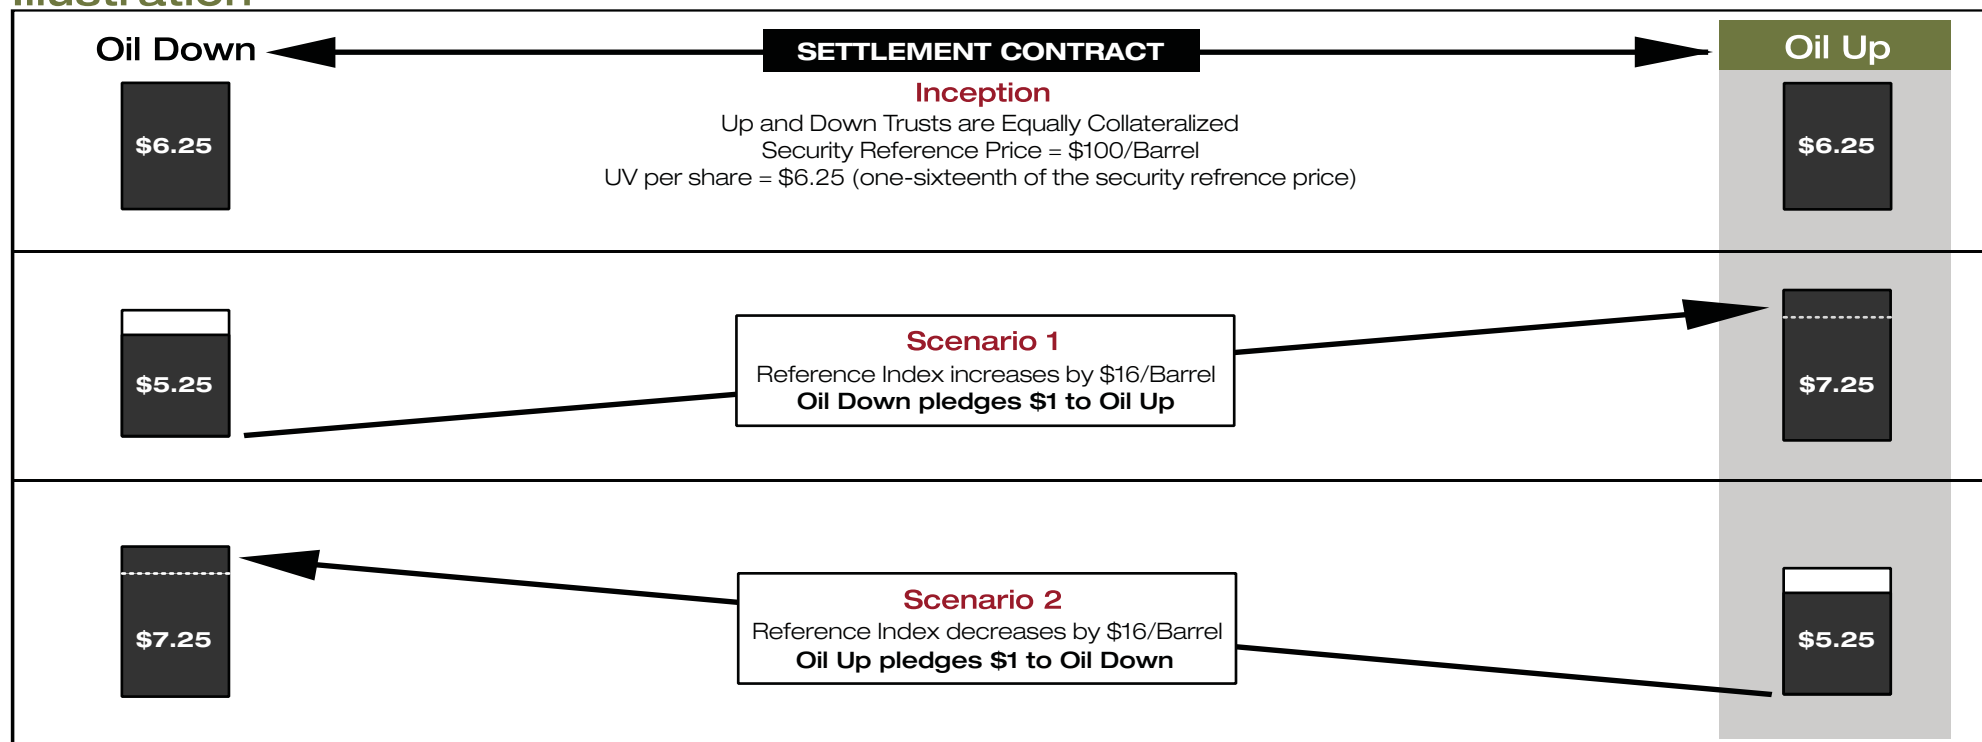 Illustration
Oil Down
SETTLEMENT CONTRACT
Oil Up
Inception
Up and Down Trusts are Equally Collateralized
Security Reference Price = $100/Barrel
UV per share = $6.25 (one-sixteenth of the security refrence price)
$6.25
$6.25
Scenario 1
Reference Index increases by $16/Barrel
Oil Down pledges $1 to Oil Up
$5.25
$7.25
Scenario 2
Reference Index decreases by $16/Barrel
Oil Up pledges $1 to Oil Down
$7.25
$5.25